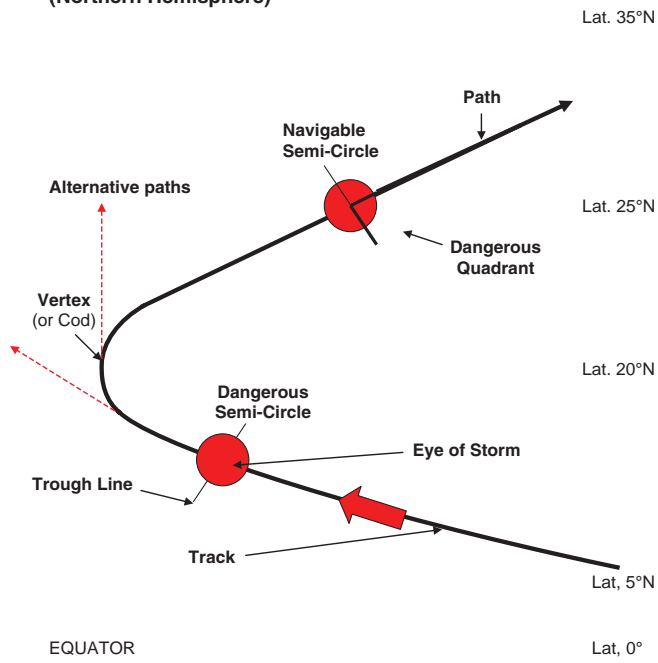 (Northern Hemisphere)
Lat. 35°N
Path
Navigable
Semi-Circle
Alternative paths
Lat. 25°N
Dangerous
Quadrant
Vertex
(or Cod)
Lat. 20°N
Dangerous
Semi-Circle
Eye of Storm
Trough Line
Track
Lat, 5°N
EQUATOR
Lat, 0°